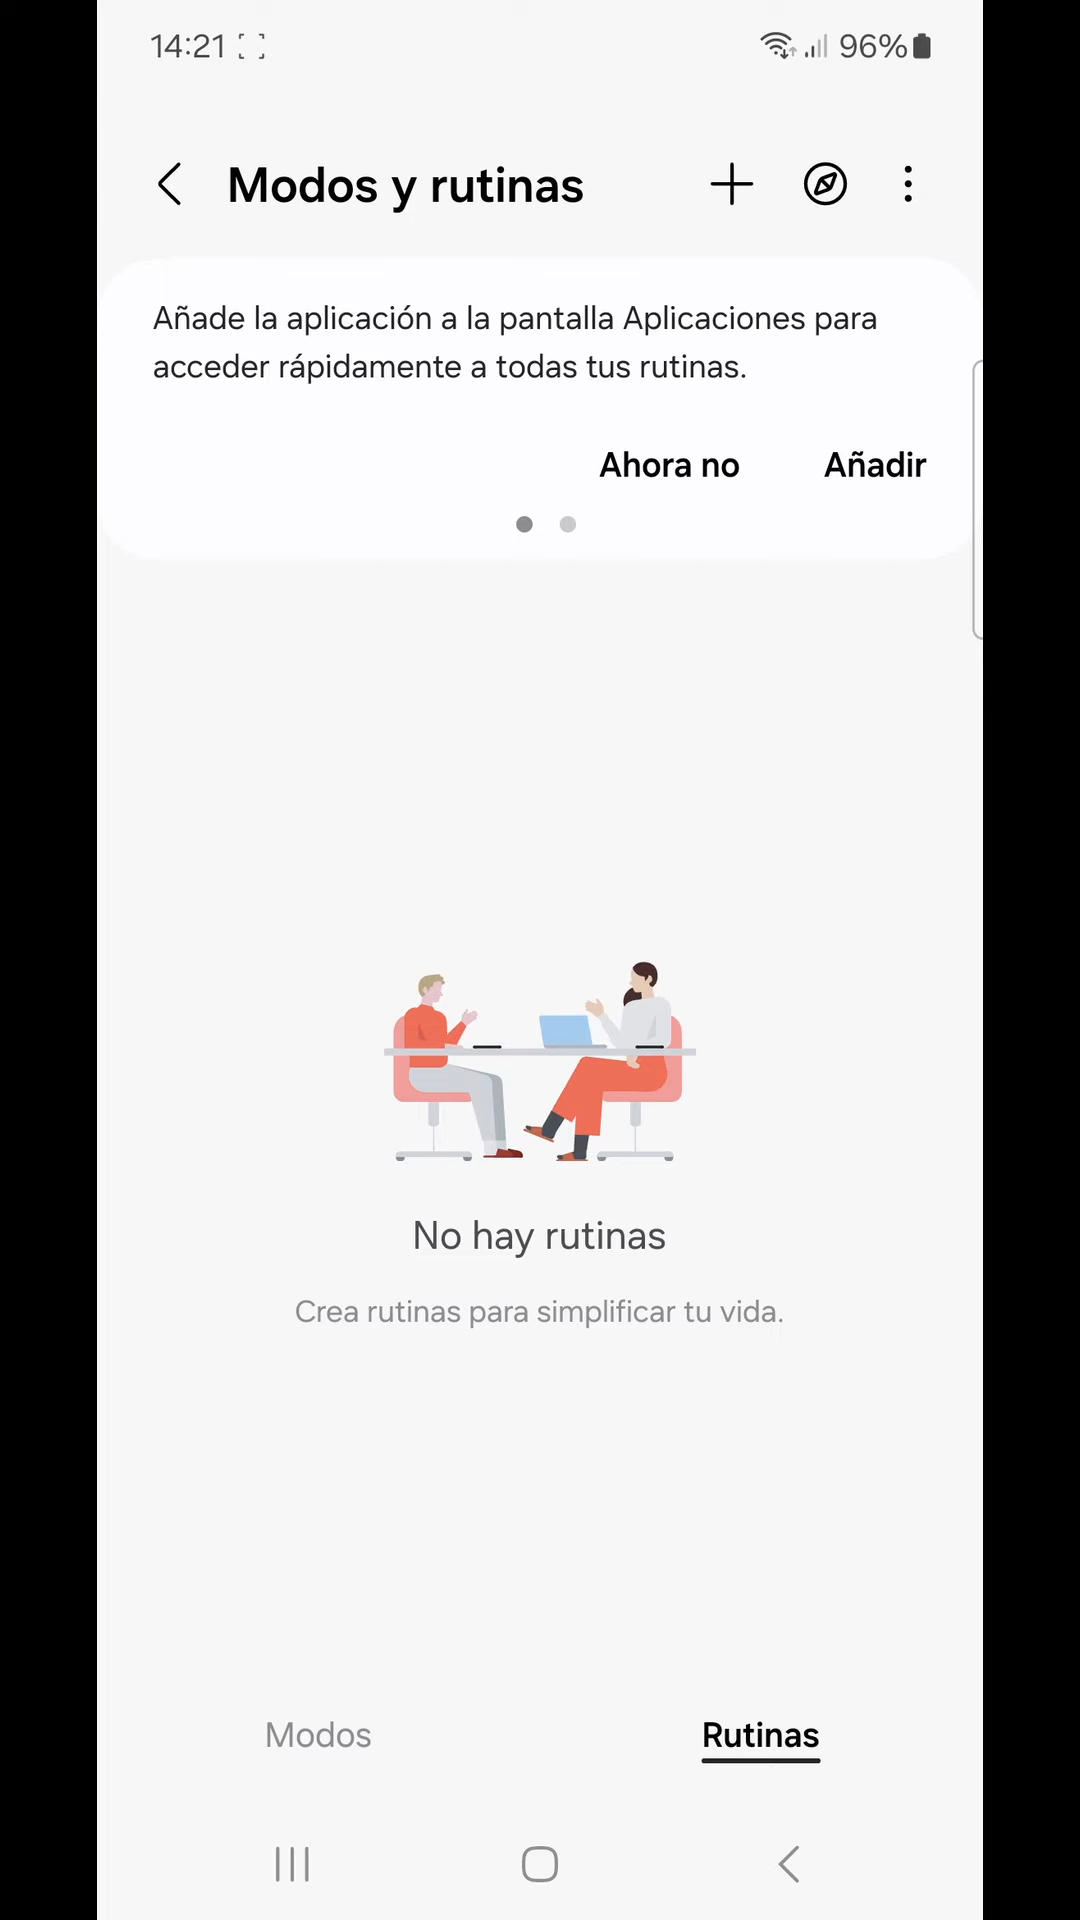 14:21
96%
Modos y rutinas
Añade la aplicación a la pantalla Aplicaciones para
acceder rápidamente a todas tus rutinas.
Ahora no
Añadir
No hay rutinas
Crea rutinas para simplificar tu vida.
Modos
Rutinas